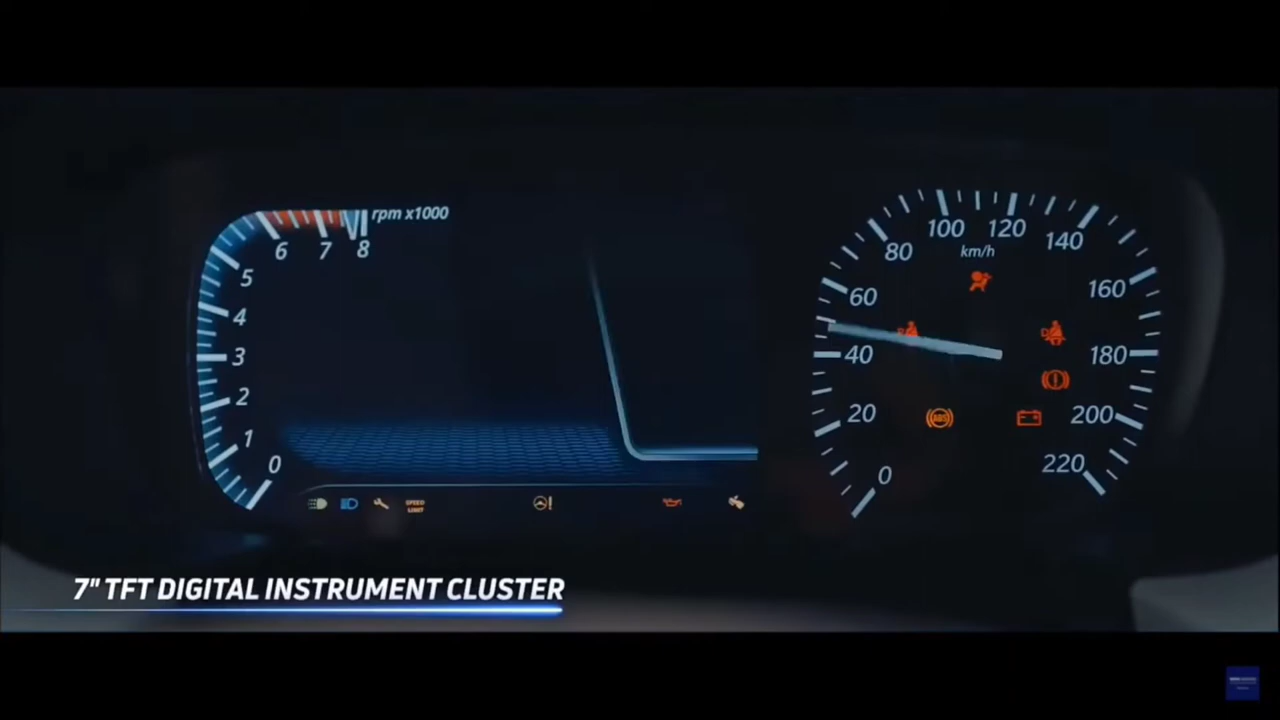 rpm x1000
6 7 8
5
4
3
2
1
0
100 120
80 140
km/h
60 160
40 180
20 200
0 220
ABS
SPEED
LIMIT
7" TFT DIGITAL INSTRUMENT CLUSTER